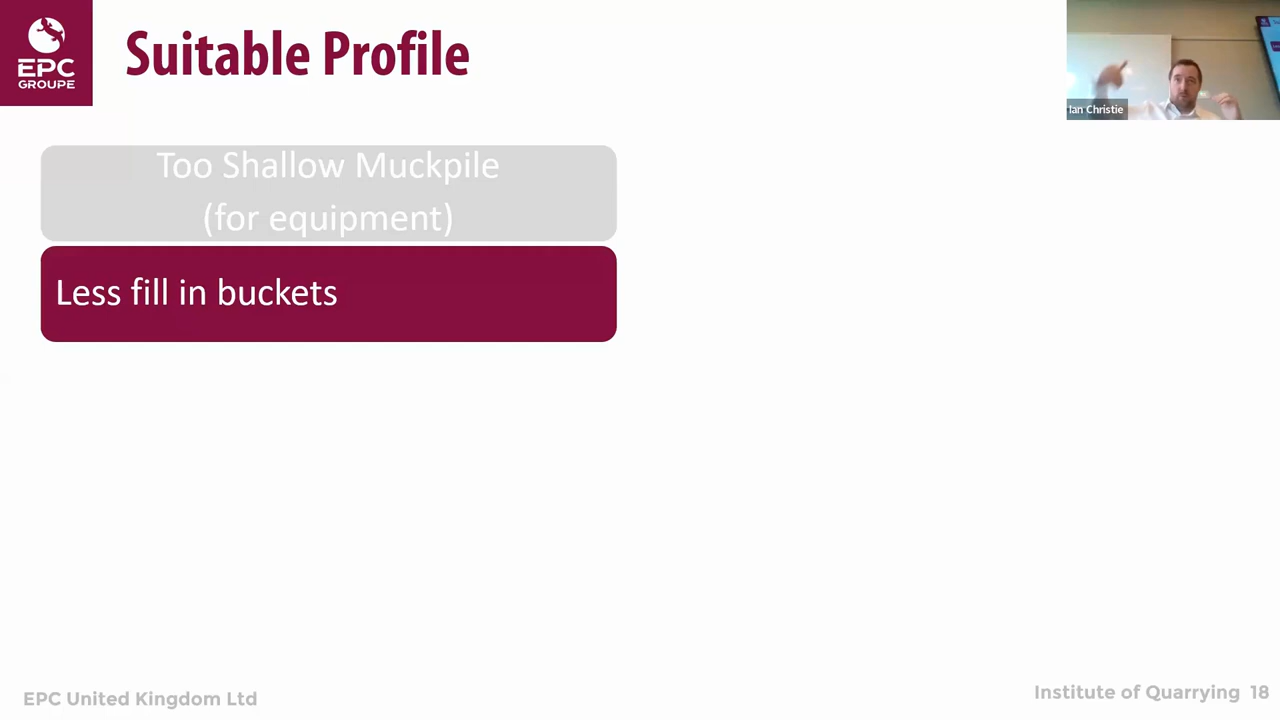 EPC
GROUPE
Suitable Profile
Ian Christie
Too Shallow Muckpile
(for equipment)
Less fill in buckets
EPC United Kingdom Ltd
Institute of Quarrying 18